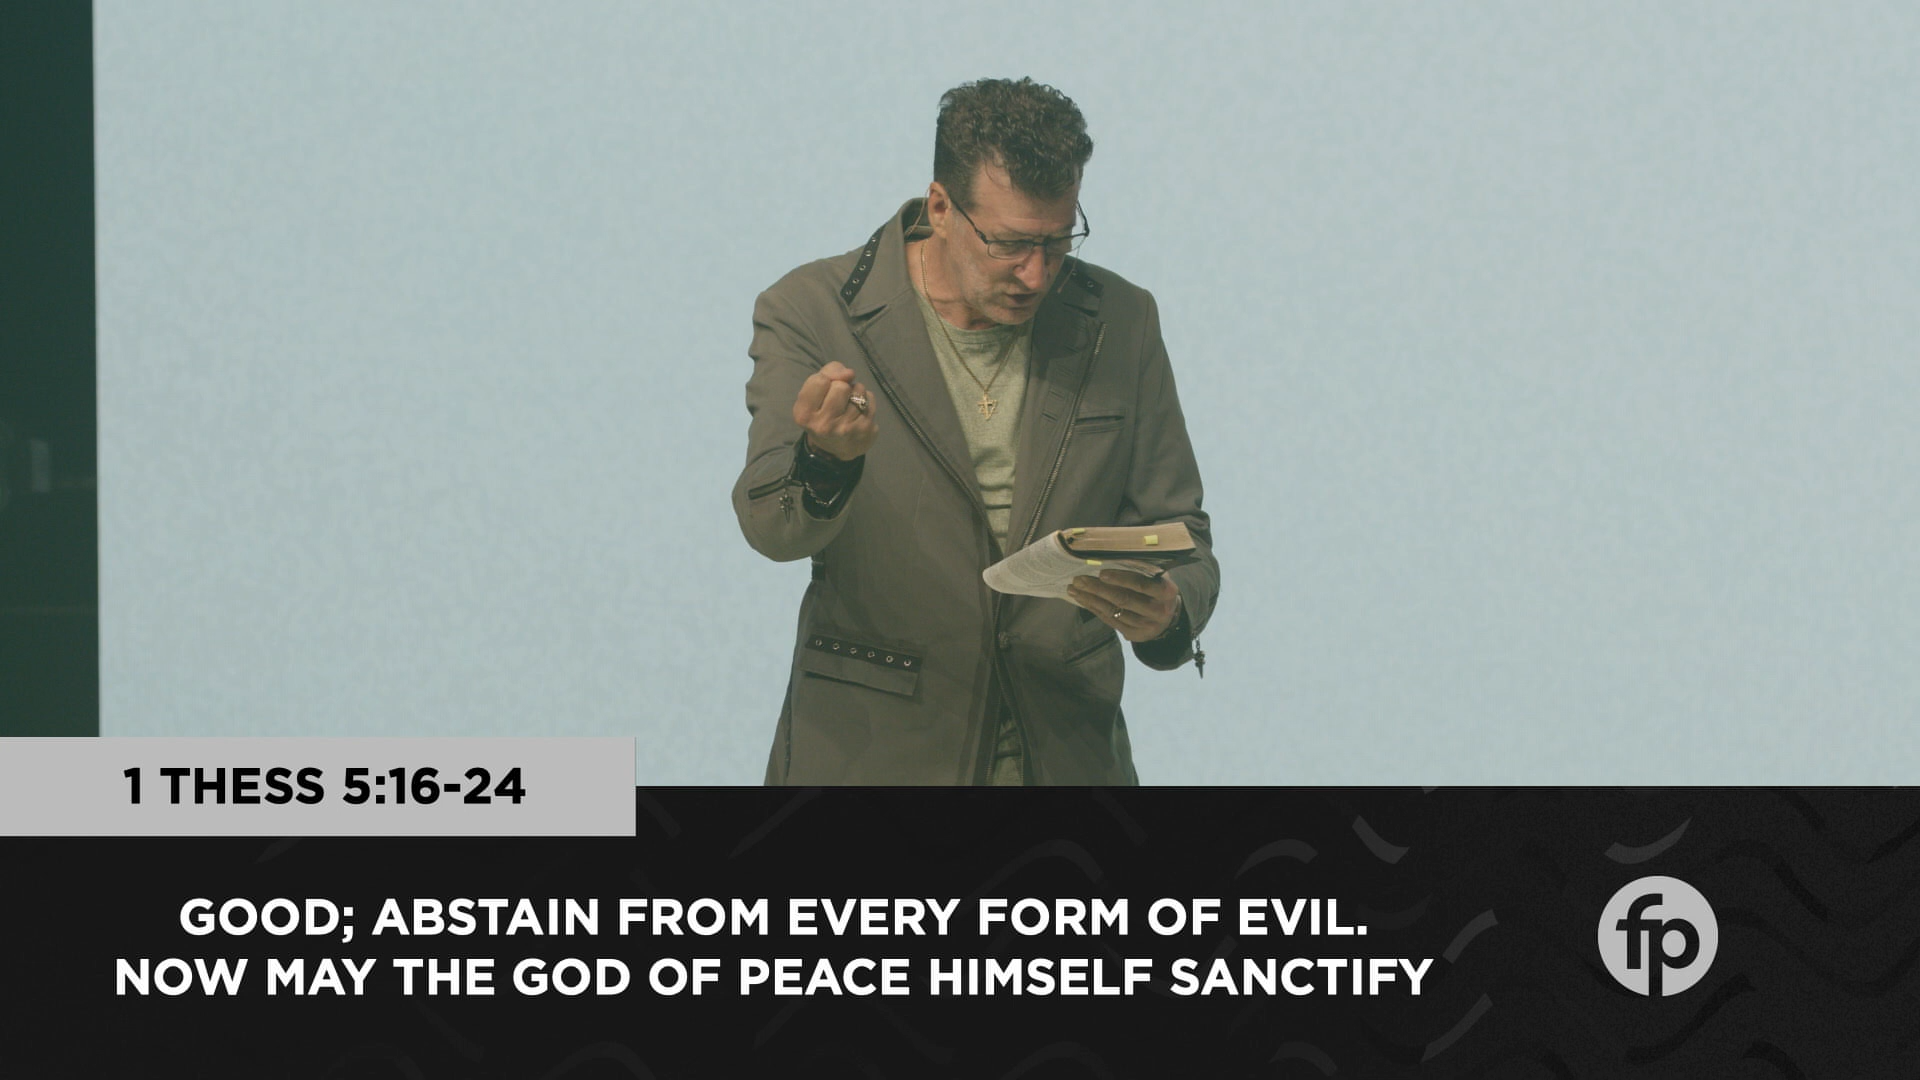 1 THESS 5:16-24
GOOD; ABSTAIN FROM EVERY FORM OF EVIL.
NOW MAY THE GOD OF PEACE HIMSELF SANCTIFY
fp